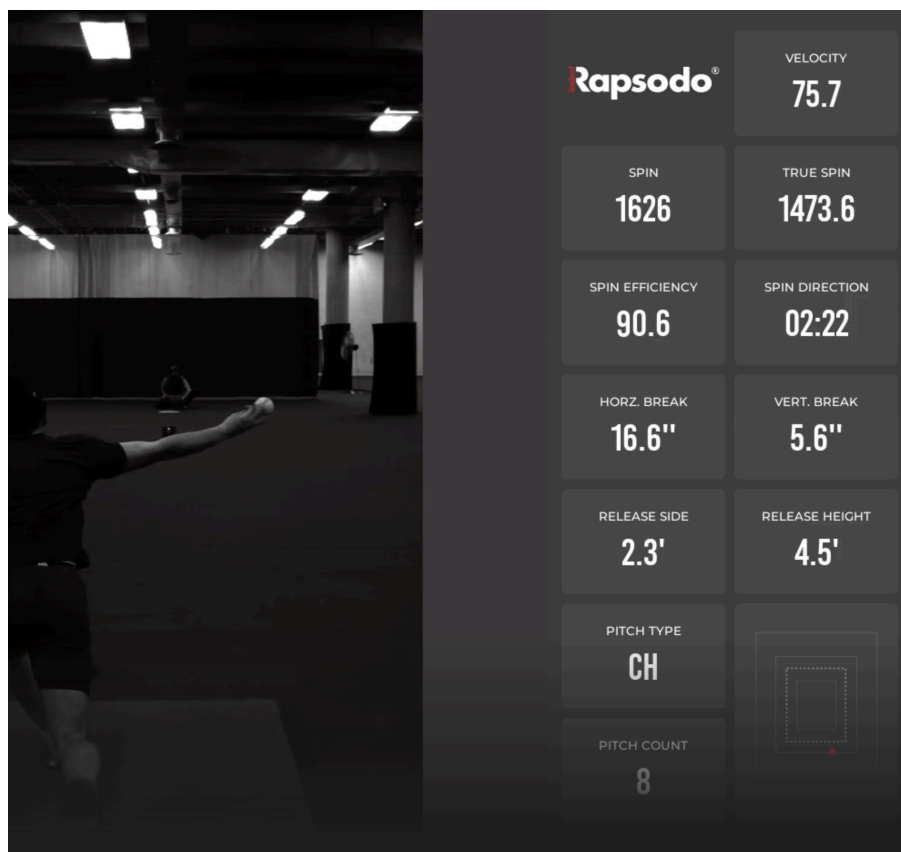 Rapsodo®
VELOCITY
75.7
SPIN
1626
TRUE SPIN
1473.6
SPIN EFFICIENCY
90.6
SPIN DIRECTION
02:22
HORZ. BREAK
16.6"
VERT. BREAK
5.6"
RELEASE SIDE
2.3'
RELEASE HEIGHT
4.5'
PITCH TYPE
CH
PITCH COUNT
8